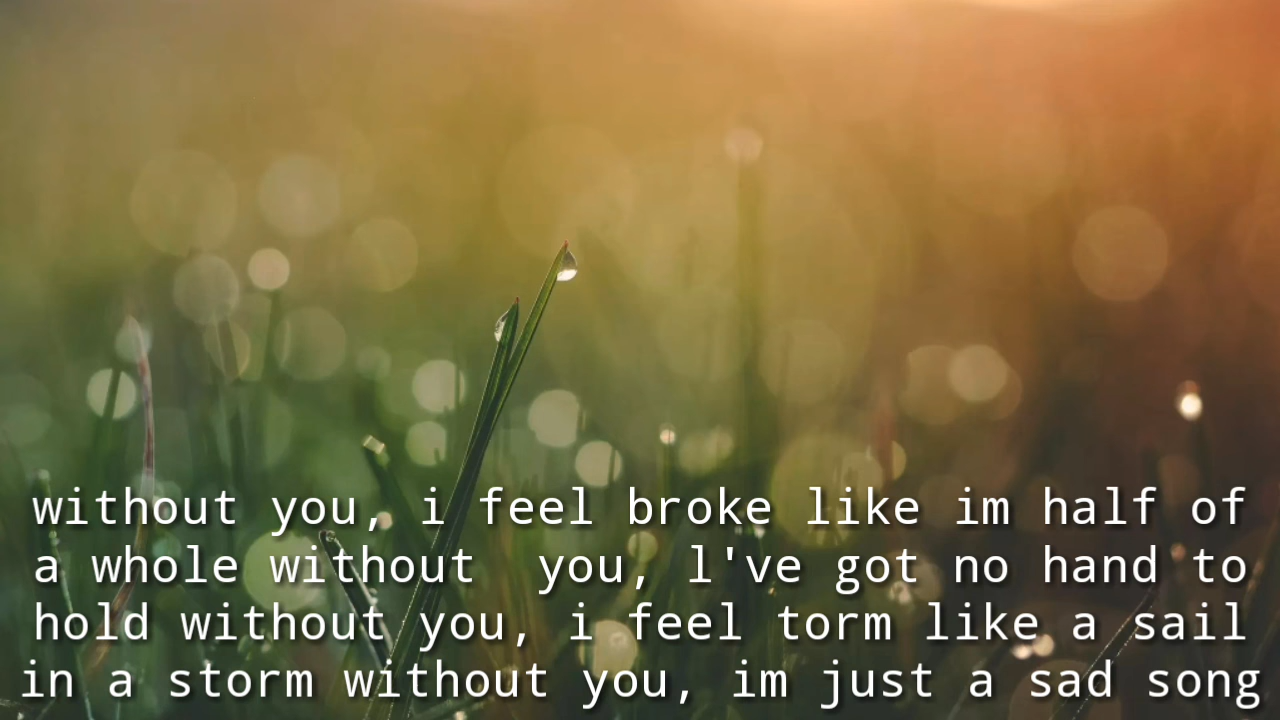 without you, i feel broke like im half of
a whole without you, l've got no hand to
hold without you, i feel torm like a sail
in a storm without you, im just a sad song